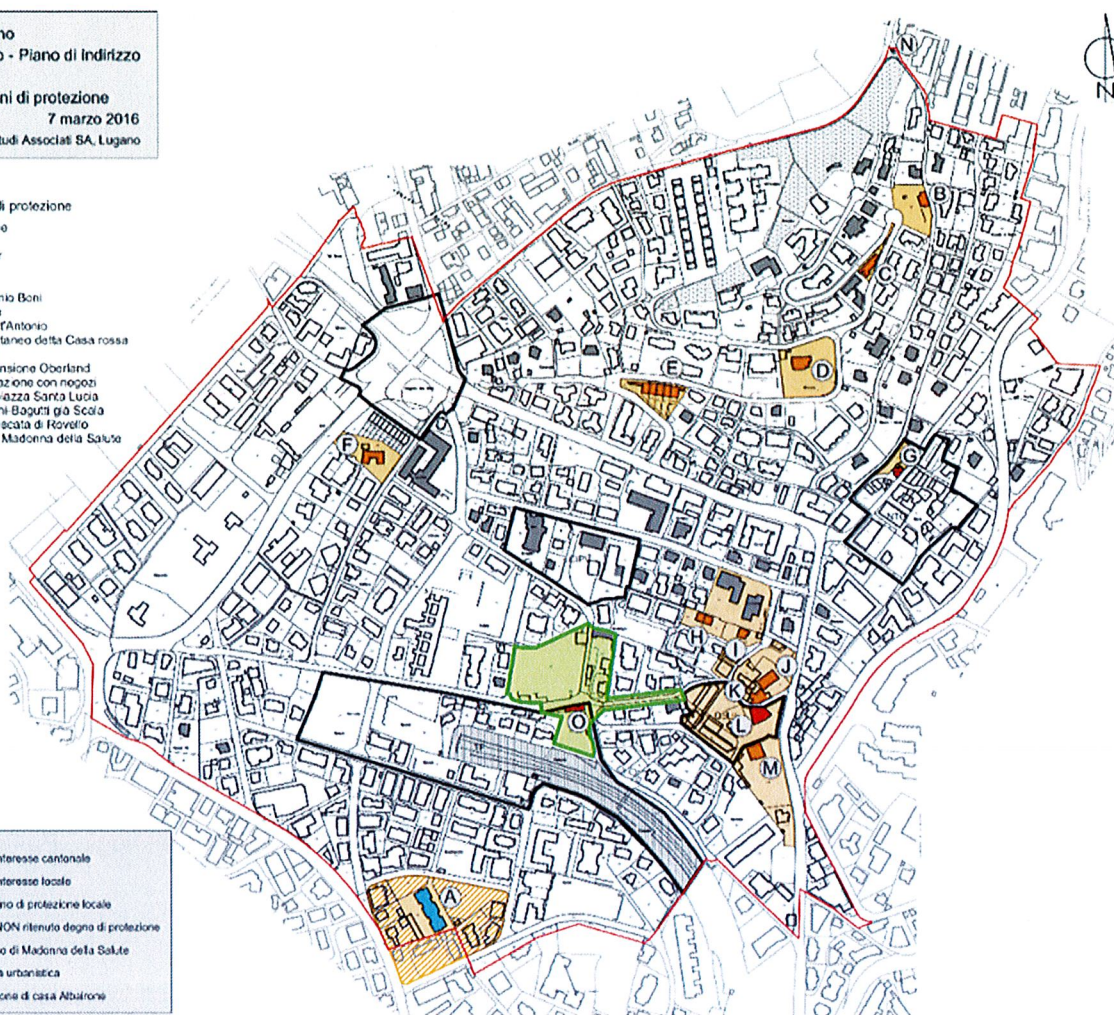 no
o - Piano di indirizzo
ni di protezione
7 marzo 2016
tudi Associati SA, Lugano
di protezione
nio Boni
t'Antonio
taneo detta Casa rossa
nsione Oberland
azione con negozi
iazza Santa Lucia
ni-Bagutti già Scala
scata di Rovello
Madonna della Salute
N
N
B
C
D
E
F
G
H
I
J
K
L
O
M
A
nteresse cantonale
nteresse locale
no di protezione locale
NON ritenuto degno di protezione
o di Madonna della Salute
a urbanistica
one di casa Albairone